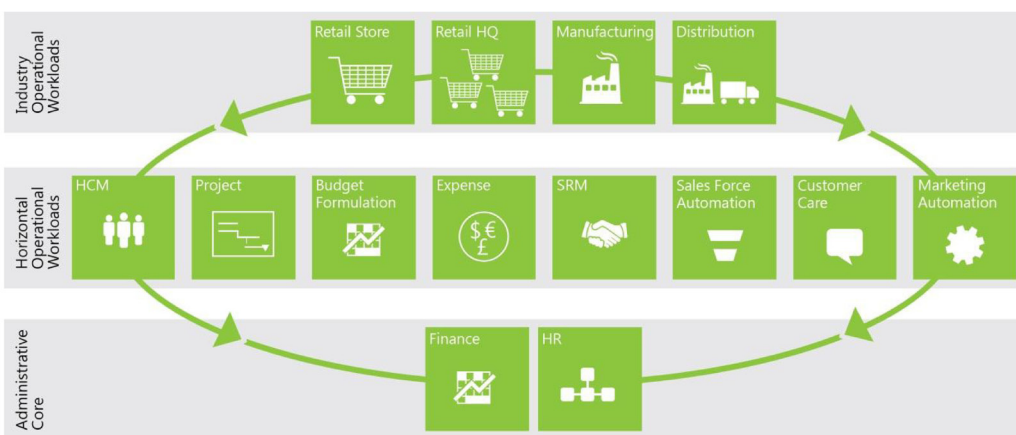 Industry
Operational
Workloads
Retail Store
Retail HQ
Manufacturing
Distribution
Horizontal
Operational
Workloads
HCM
Project
Budget
Formulation
Expense
$ €
£
SRM
Sales Force
Automation
Customer
Care
Marketing
Automation
Administrative
Core
Finance
HR